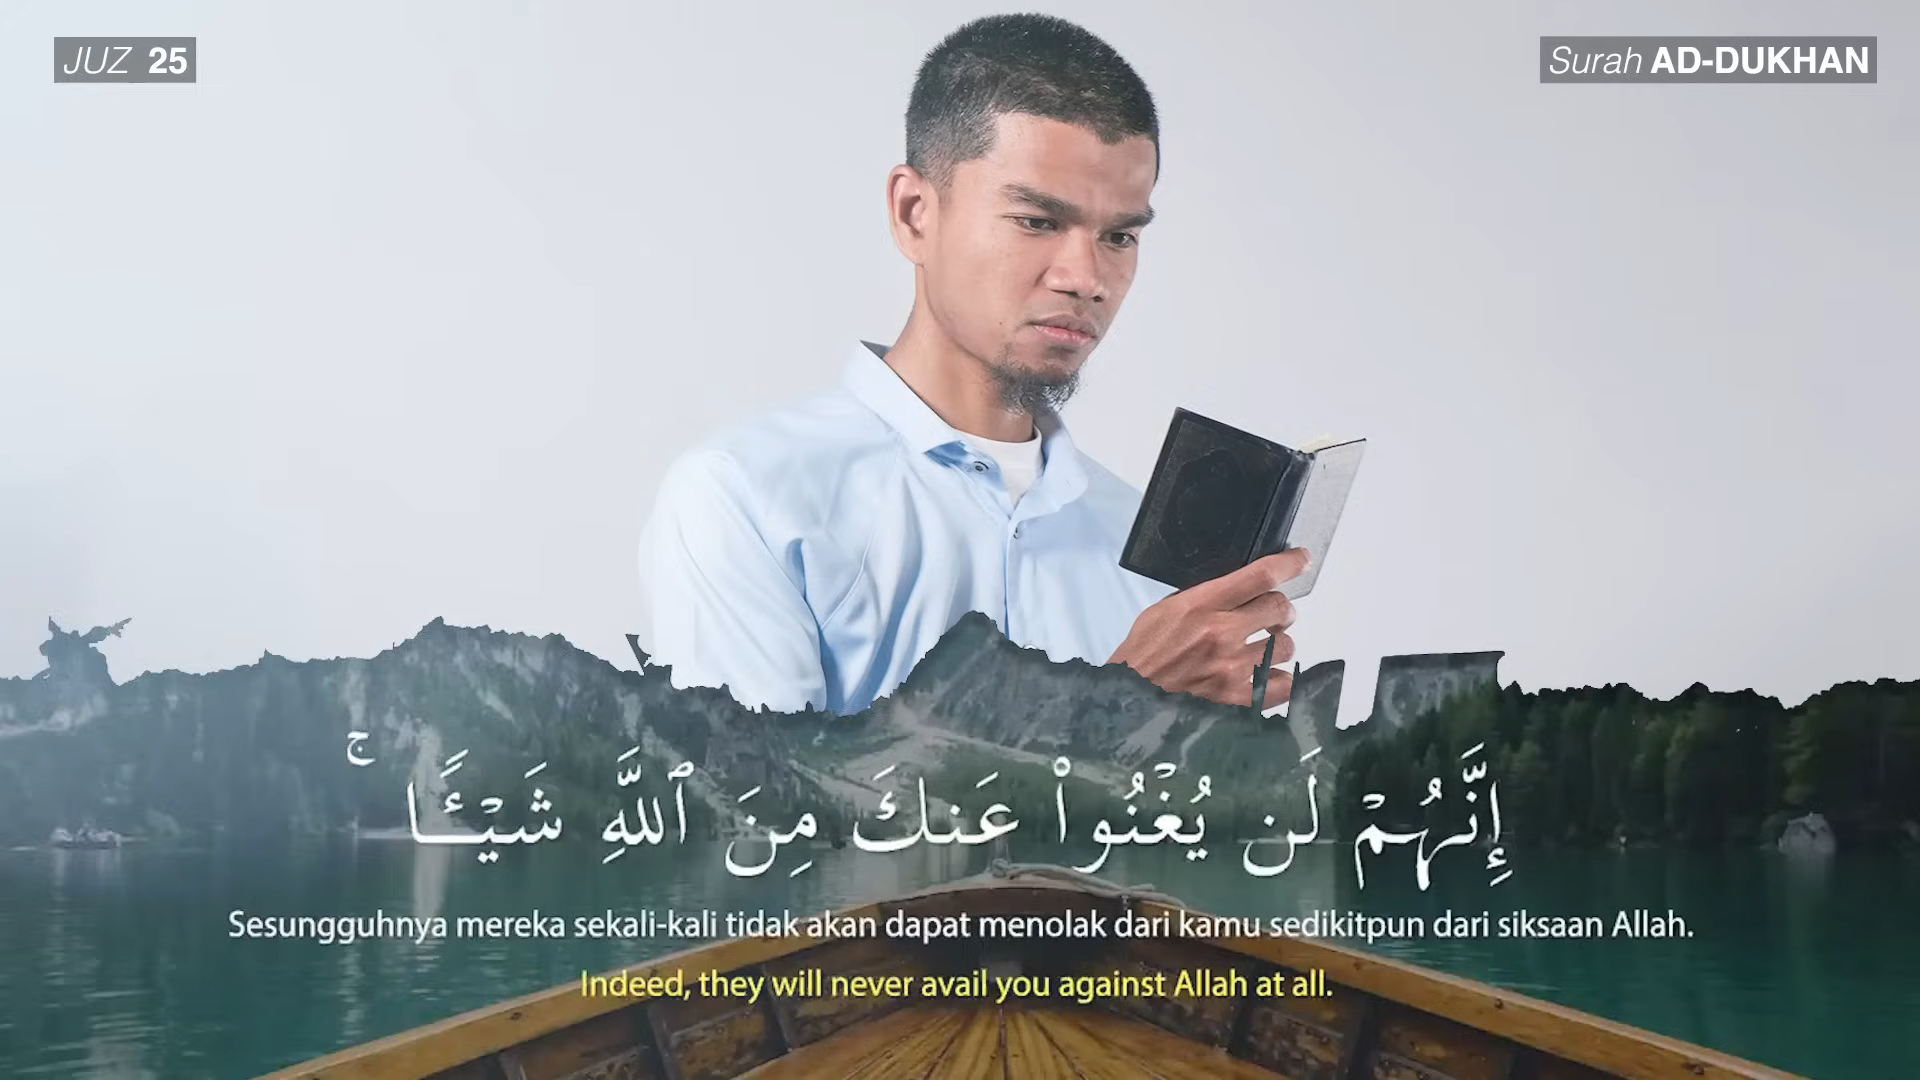 JUZ 25
Surah AD-DUKHAN
إِنَّهُمْ لَن يُغْنُوا۟ عَنكَ مِنَ ٱللَّهِ شَيْـًٔا ۚ
Sesungguhnya mereka sekali-kali tidak akan dapat menolak dari kamu sedikitpun dari siksaan Allah.
Indeed, they will never avail you against Allah at all.